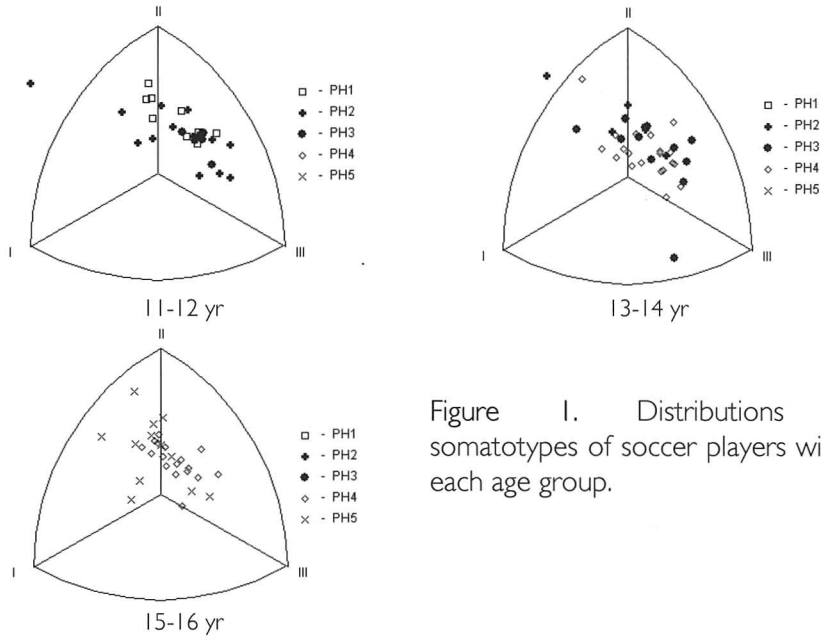 II
□ - PH1
✚ - PH2
✹ - PH3
◇ - PH4
× - PH5
I
III
11-12 yr
II
□ - PH1
✚ - PH2
✹ - PH3
◇ - PH4
× - PH5
I
III
13-14 yr
II
□ - PH1
✚ - PH2
✹ - PH3
◇ - PH4
× - PH5
I
III
15-16 yr
Figure 1. Distributions
somatotypes of soccer players wi
each age group.